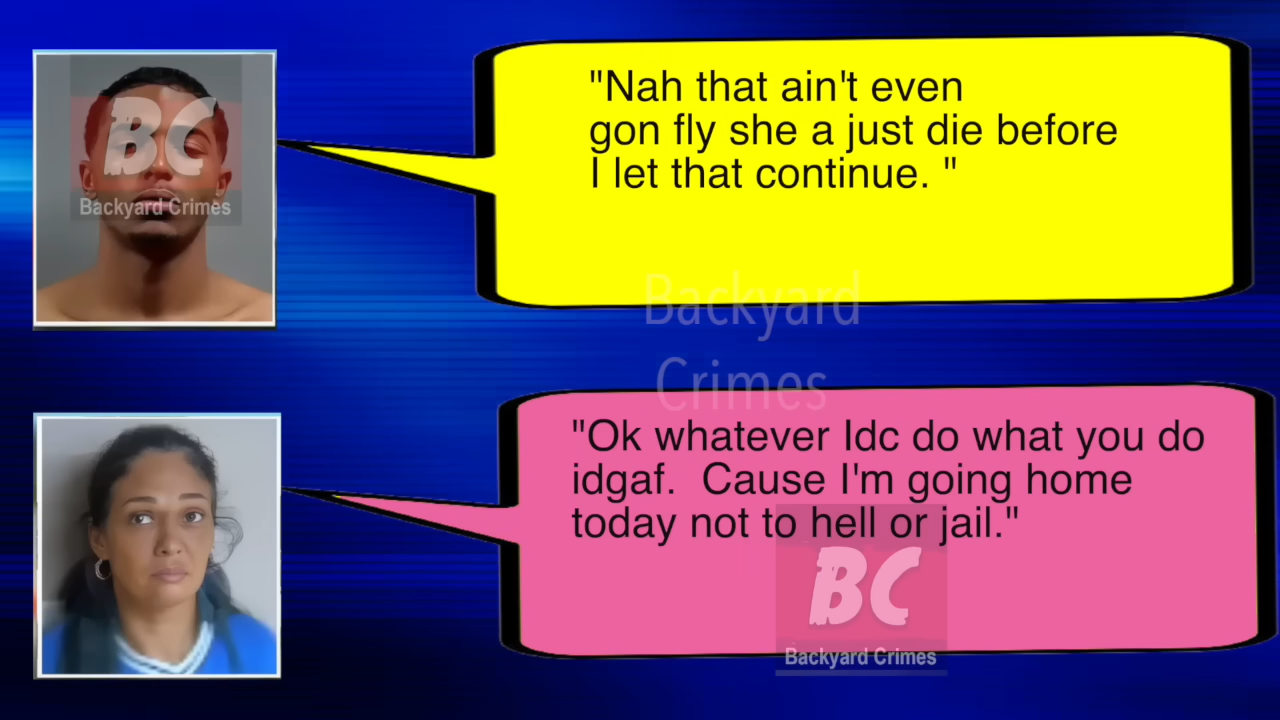 BC
Backyard Crimes
"Nah that ain't even
gon fly she a just die before
I let that continue. "
Backyard
Crimes
"Ok whatever Idc do what you do
idgaf.  Cause I'm going home
today not to hell or jail."
BC
Backyard Crimes